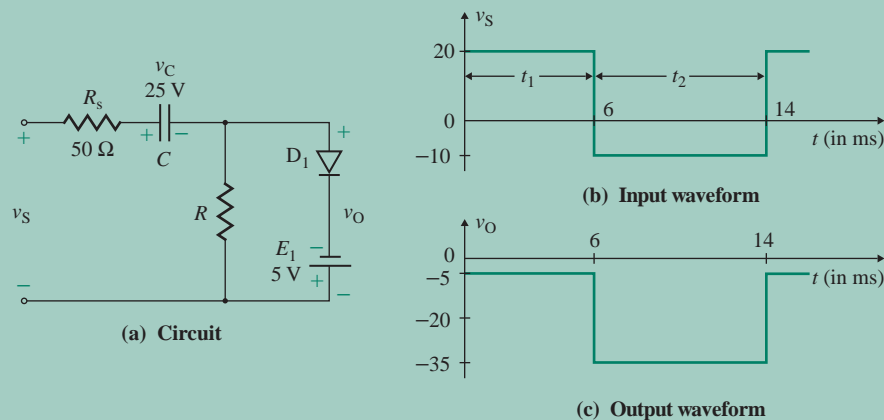 v_C
25 V
R_s
+ −
+
50 Ω
C
+
D_1
v_S
R
v_O
E_1
−
5 V
+
−
−
(a) Circuit
v_S
20
t_1
t_2
6
14
0
t (in ms)
−10
(b) Input waveform
v_O
6
14
0
−5
t (in ms)
−20
−35
(c) Output waveform